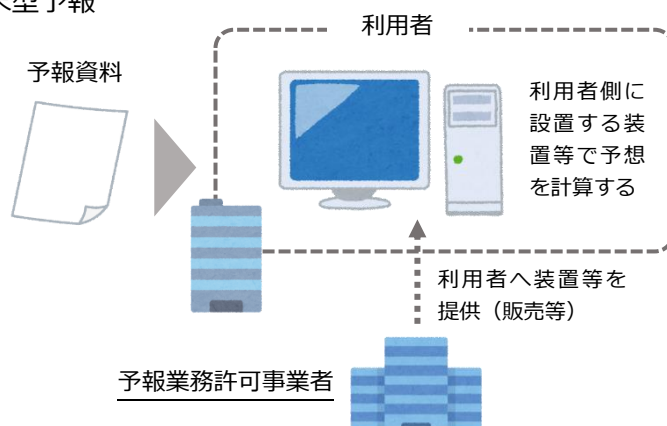 型予報
利用者
予報資料
利用者側に
設置する装
置等で予想
を計算する
利用者へ装置等を
提供（販売等）
予報業務許可事業者